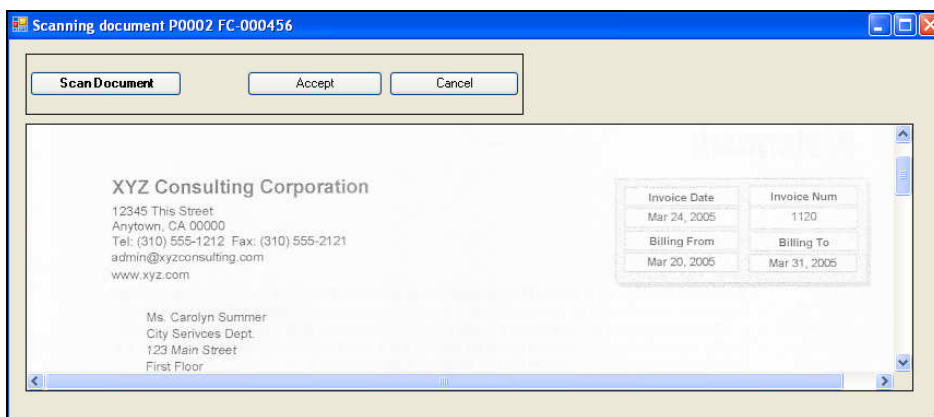 Scanning document P0002 FC-000456
Scan Document Accept Cancel
XYZ Consulting Corporation
12345 This Street
Anytown, CA 00000
Tel: (310) 555-1212 Fax: (310) 555-2121
admin@xyzconsulting.com
www.xyz.com
Invoice Date Invoice Num
Mar 24, 2005 1120
Billing From Billing To
Mar 20, 2005 Mar 31, 2005
Ms. Carolyn Summer
City Serivces Dept.
123 Main Street
First Floor